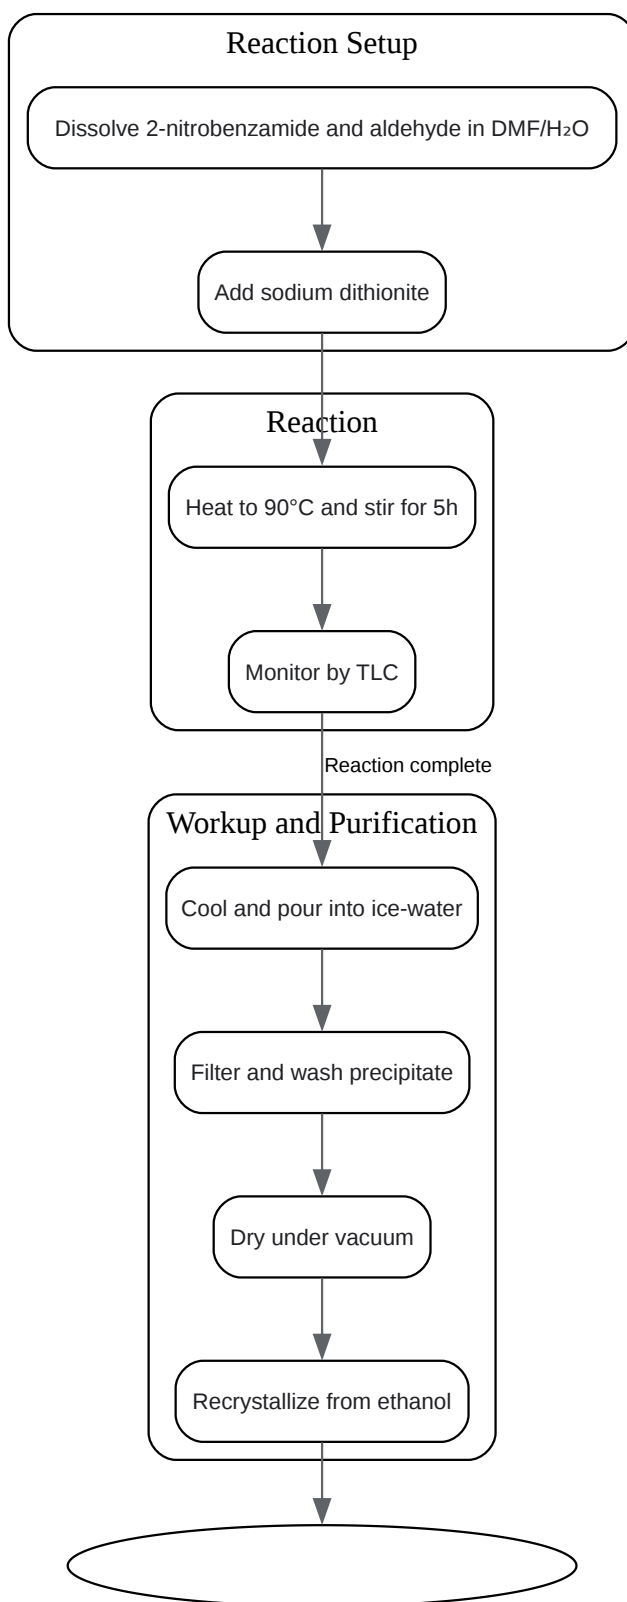 Reaction Setup
Dissolve 2-nitrobenzamide and aldehyde in DMF/H₂O
Add sodium dithionite
Reaction
Heat to 90°C and stir for 5h
Monitor by TLC
Reaction complete
Workup and Purification
Cool and pour into ice-water
Filter and wash precipitate
Dry under vacuum
Recrystallize from ethanol